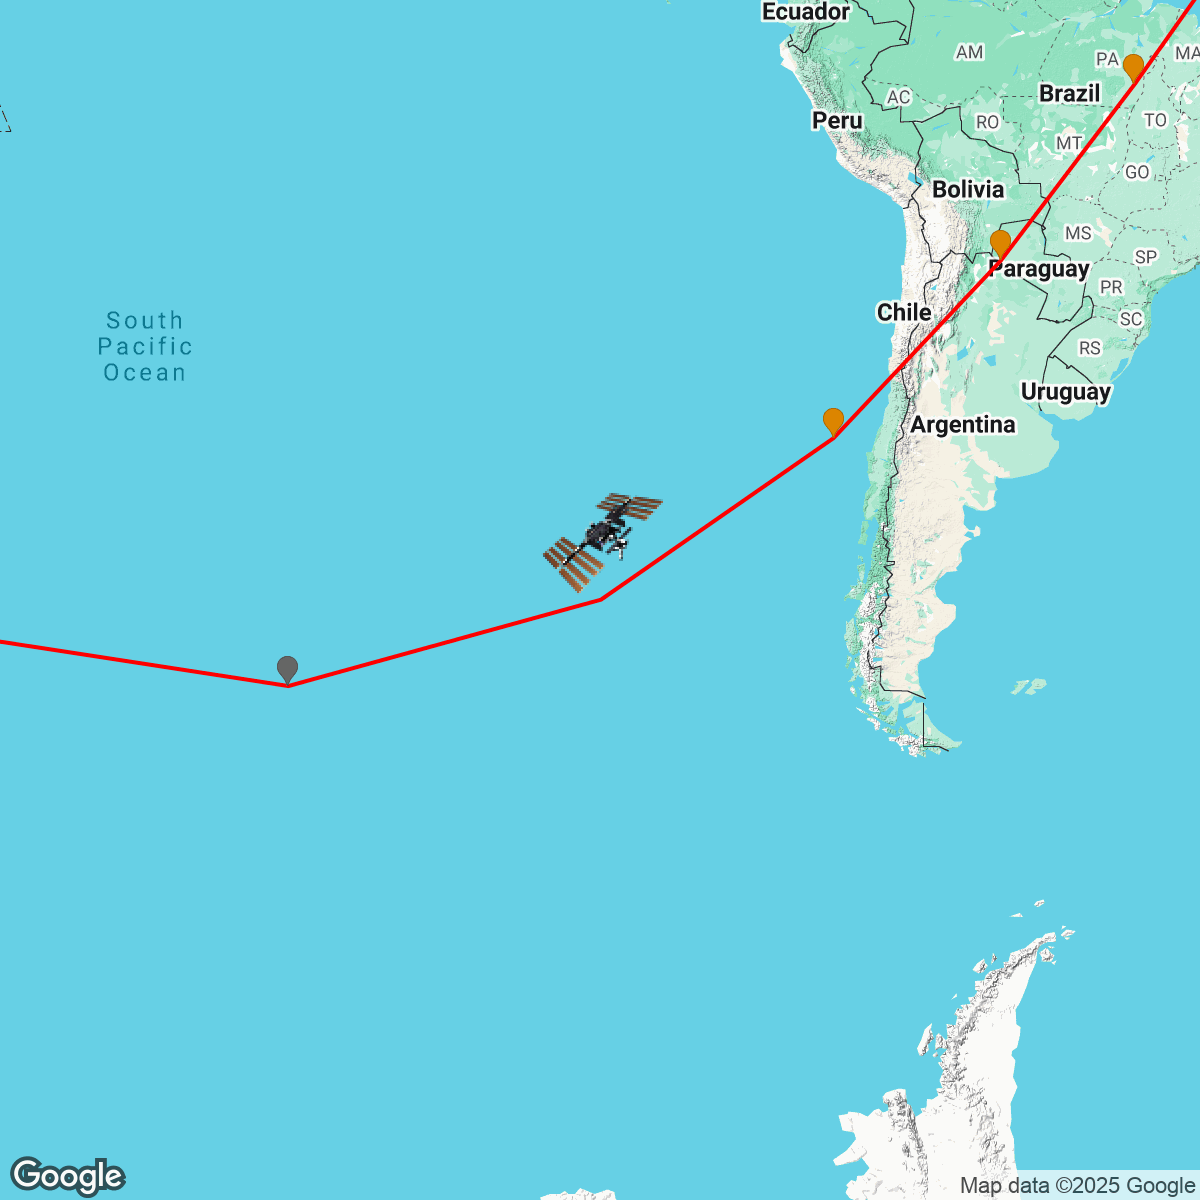 Ecuador
AM
PA
MA
Brazil
AC
Peru
RO
TO
MT
GO
Bolivia
MS
Paraguay
SP
PR
Chile
SC
South
Pacific
Ocean
RS
Uruguay
Argentina
Google
Map data ©2025 Google